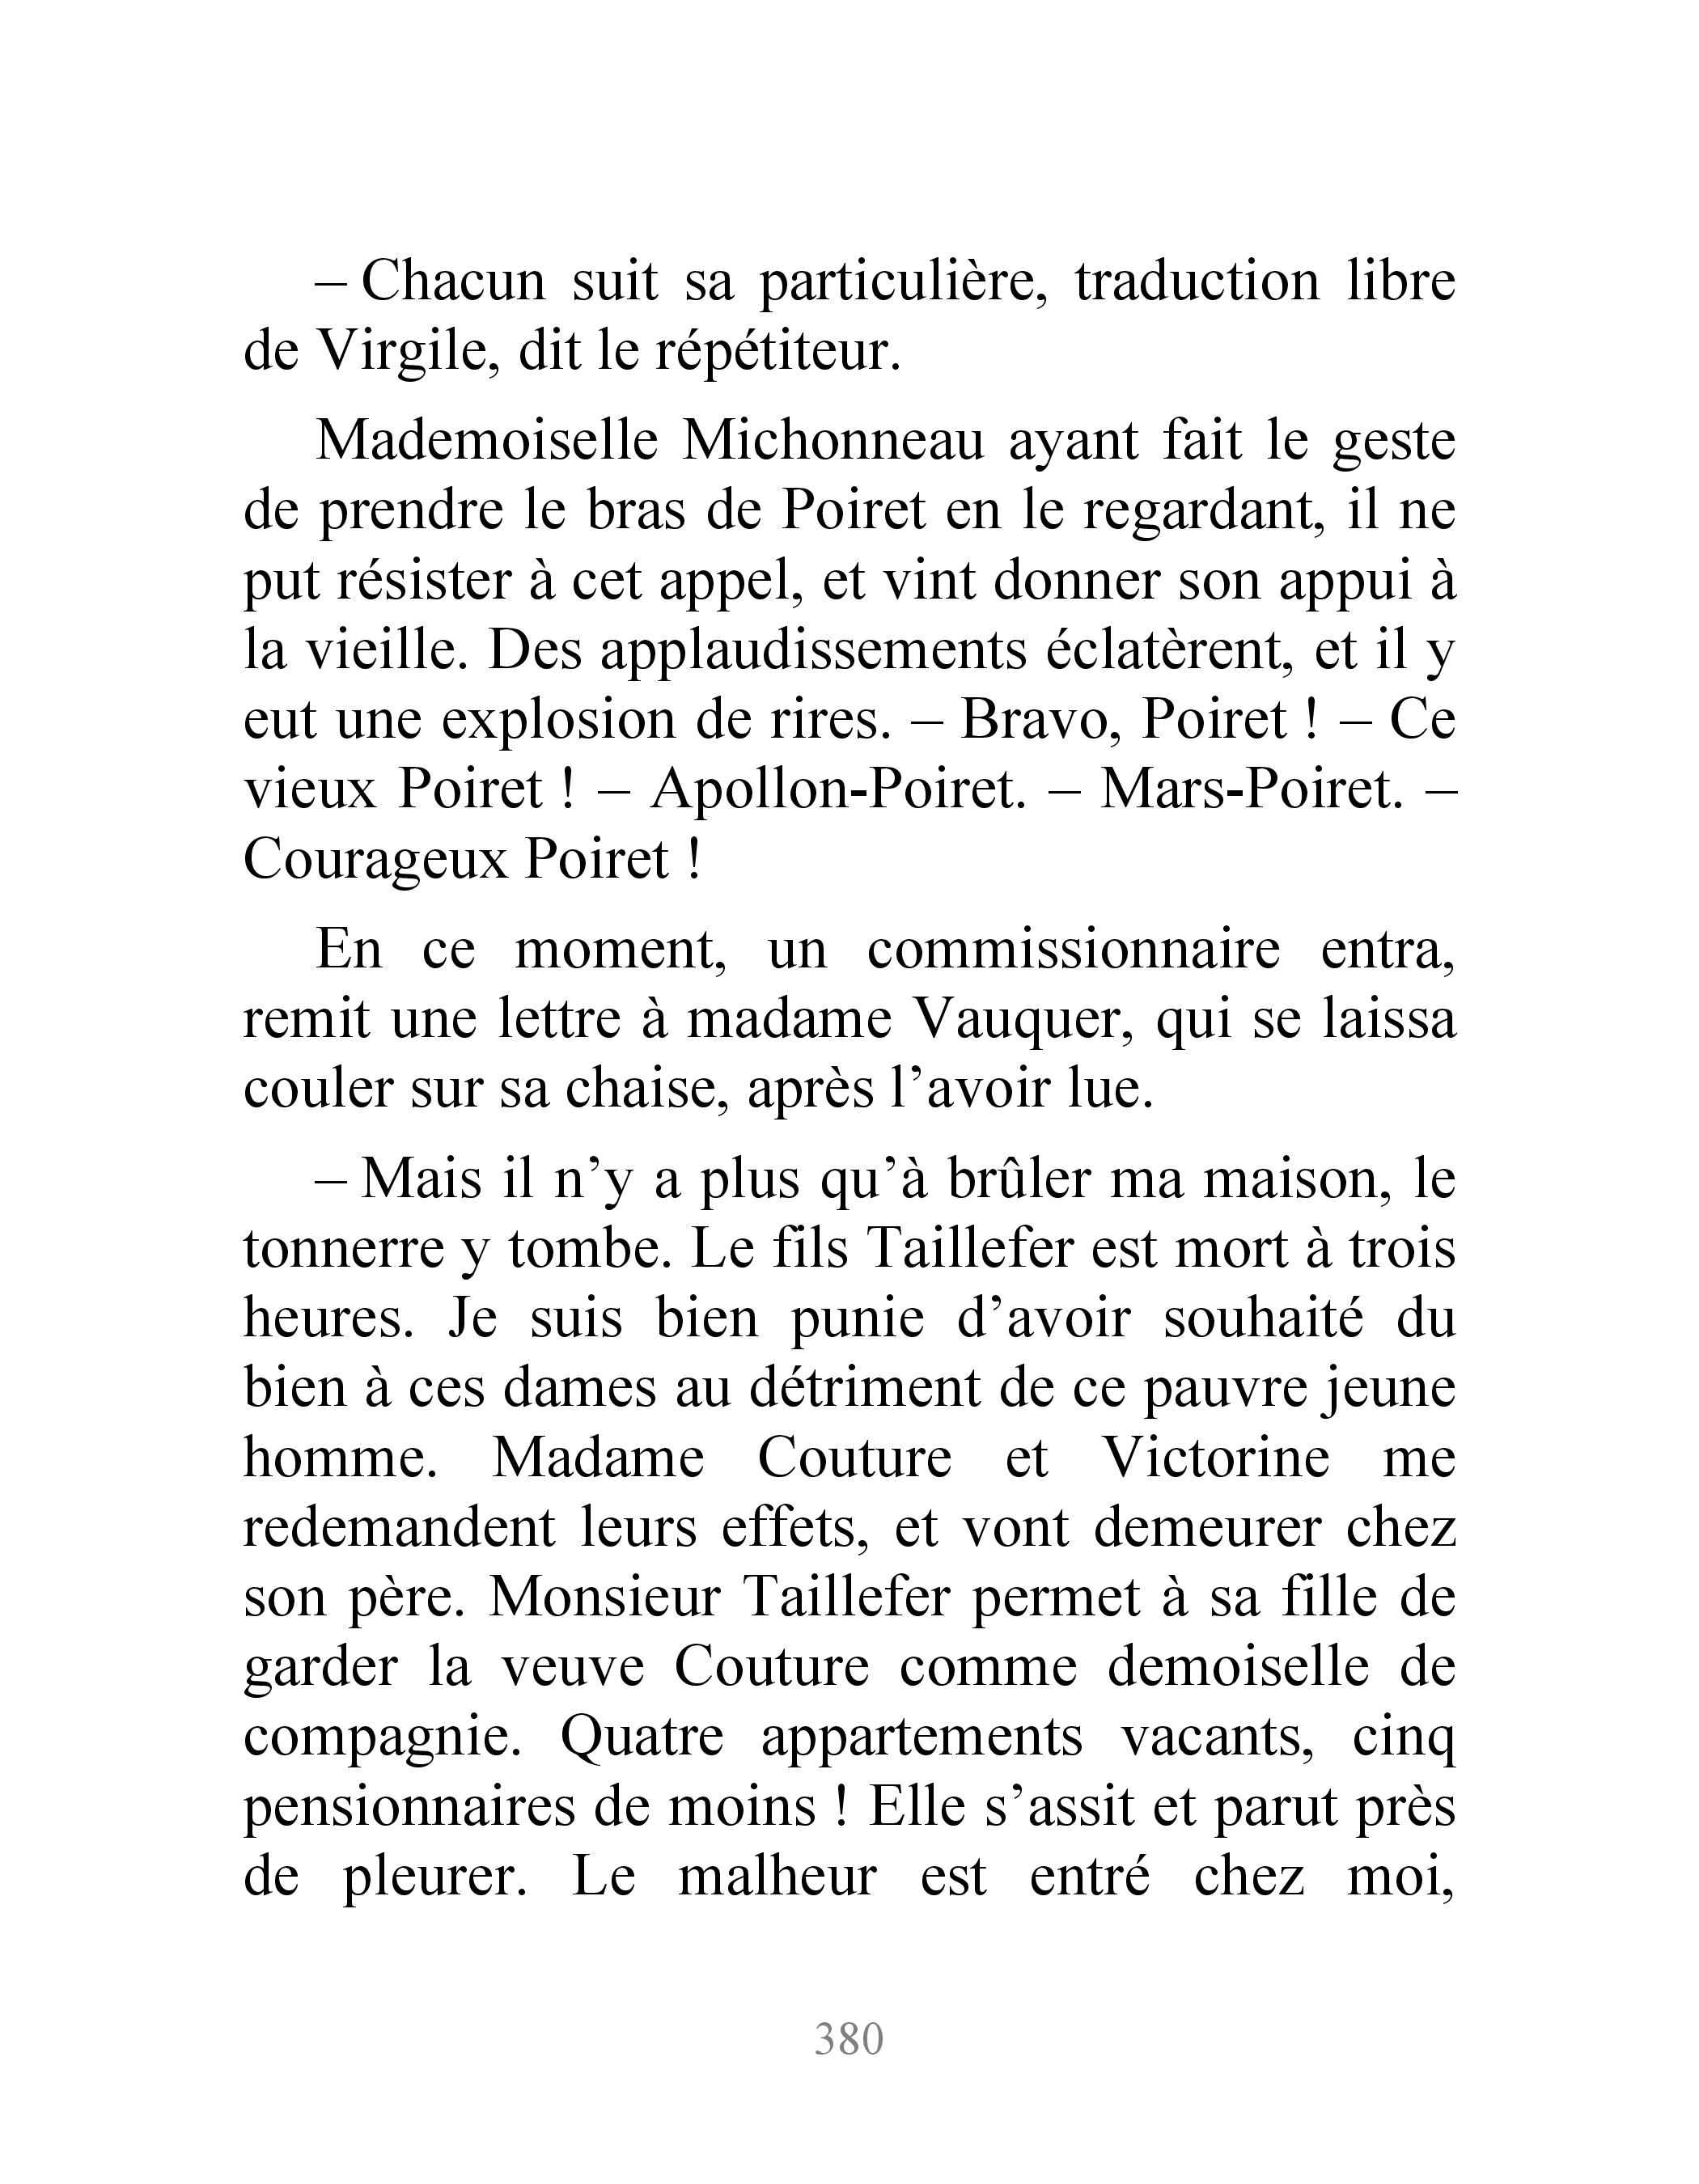 – Chacun suit sa particulière, traduction libre
de Virgile, dit le répétiteur.
Mademoiselle Michonneau ayant fait le geste
de prendre le bras de Poiret en le regardant, il ne
put résister à cet appel, et vint donner son appui à
la vieille. Des applaudissements éclatèrent, et il y
eut une explosion de rires. – Bravo, Poiret ! – Ce
vieux Poiret ! – Apollon-Poiret. – Mars-Poiret. –
Courageux Poiret !
En ce moment, un commissionnaire entra,
remit une lettre à madame Vauquer, qui se laissa
couler sur sa chaise, après l’avoir lue.
– Mais il n’y a plus qu’à brûler ma maison, le
tonnerre y tombe. Le fils Taillefer est mort à trois
heures. Je suis bien punie d’avoir souhaité du
bien à ces dames au détriment de ce pauvre jeune
homme. Madame Couture et Victorine me
redemandent leurs effets, et vont demeurer chez
son père. Monsieur Taillefer permet à sa fille de
garder la veuve Couture comme demoiselle de
compagnie. Quatre appartements vacants, cinq
pensionnaires de moins ! Elle s’assit et parut près
de pleurer. Le malheur est entré chez moi,
380